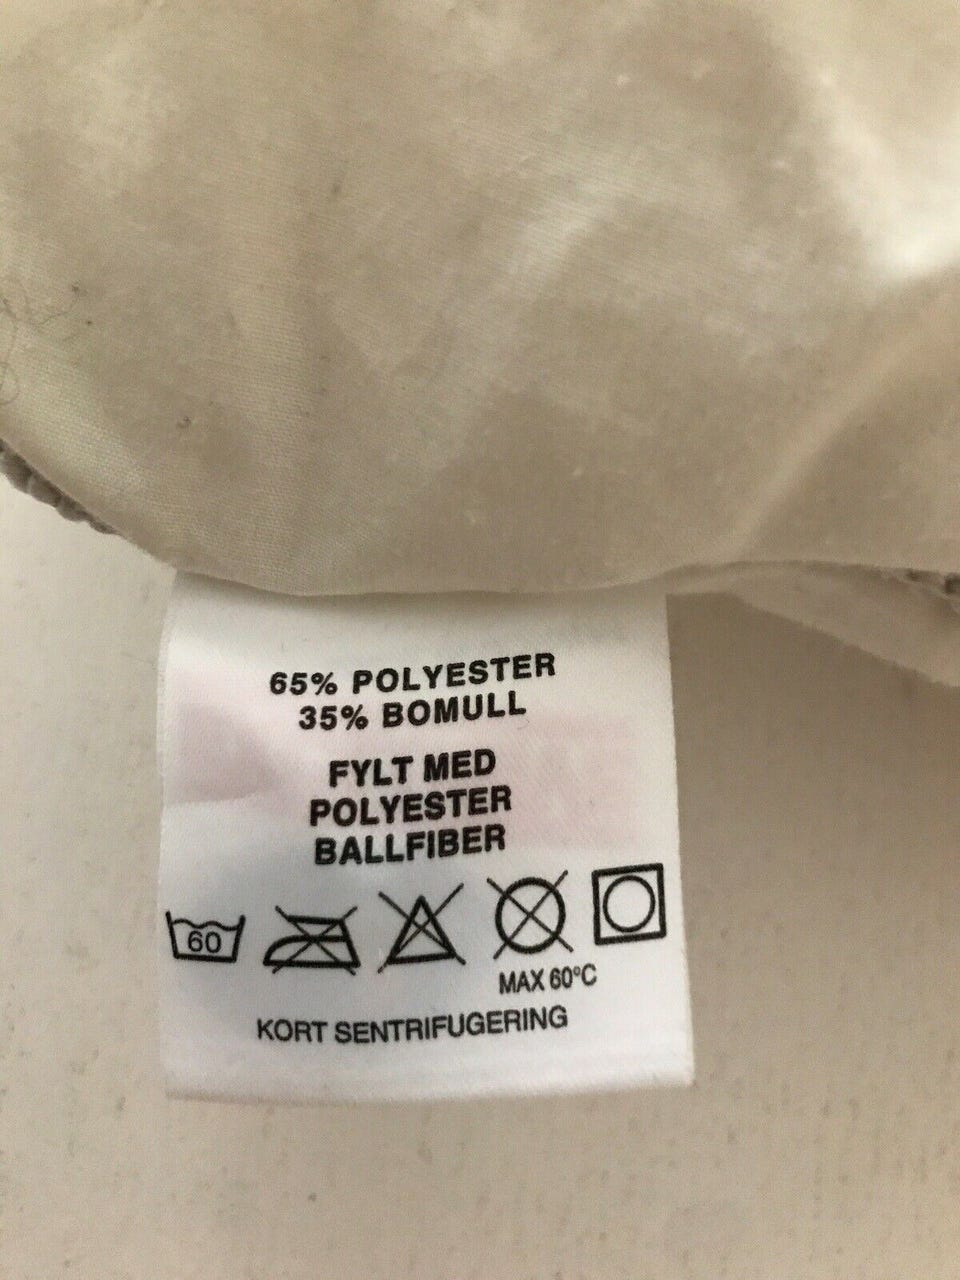 65% POLYESTER
35% BOMULL
FYLT MED
POLYESTER
BALLFIBER
60
MAX 60°C
KORT SENTRIFUGERING